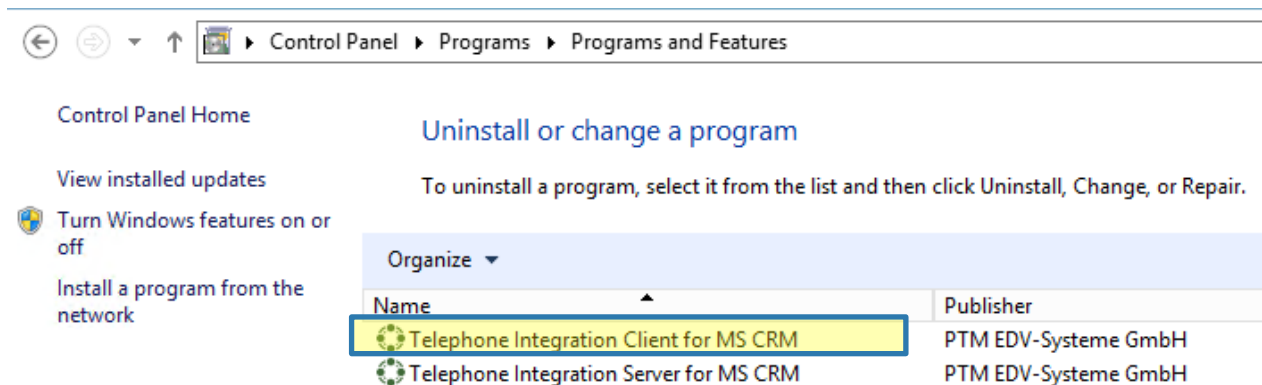 Control Panel Programs Programs and Features
Control Panel Home
Uninstall or change a program
View installed updates
To uninstall a program, select it from the list and then click Uninstall, Change, or Repair.
Turn Windows features on or
off
Install a program from the
network
Organize
Name Publisher
Telephone Integration Client for MS CRM PTM EDV-Systeme GmbH
Telephone Integration Server for MS CRM PTM EDV-Systeme GmbH